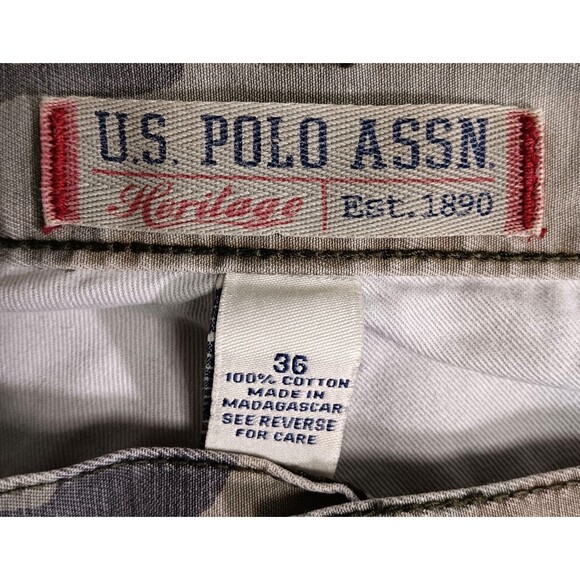 U.S. POLO ASSN.
Heritage
Est. 1890
36
100% COTTON
MADE IN
MADAGASCAR
SEE REVERSE
FOR CARE